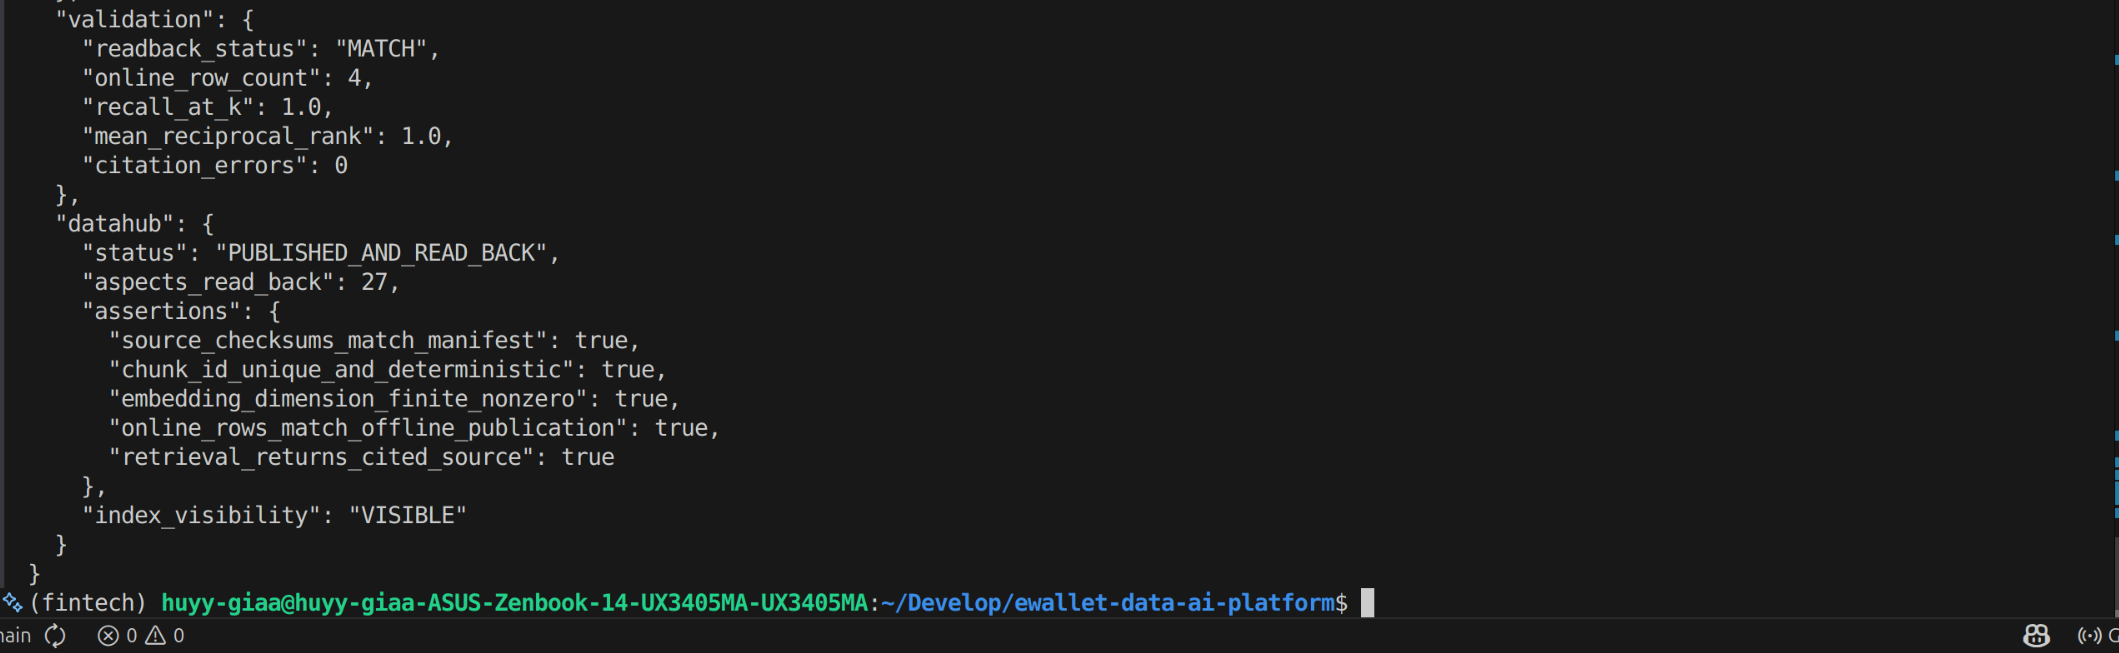 "validation": {
"readback_status": "MATCH",
"online_row_count": 4,
"recall_at_k": 1.0,
"mean_reciprocal_rank": 1.0,
"citation_errors": 0
},
"datahub": {
"status": "PUBLISHED_AND_READ_BACK",
"aspects_read_back": 27,
"assertions": {
"source_checksums_match_manifest": true,
"chunk_id_unique_and_deterministic": true,
"embedding_dimension_finite_nonzero": true,
"online_rows_match_offline_publication": true,
"retrieval_returns_cited_source": true
},
"index_visibility": "VISIBLE"
}
}
(fintech) huyy-giaa@huyy-giaa-ASUS-Zenbook-14-UX3405MA-UX3405MA:~/Develop/ewallet-data-ai-platform$
0 0